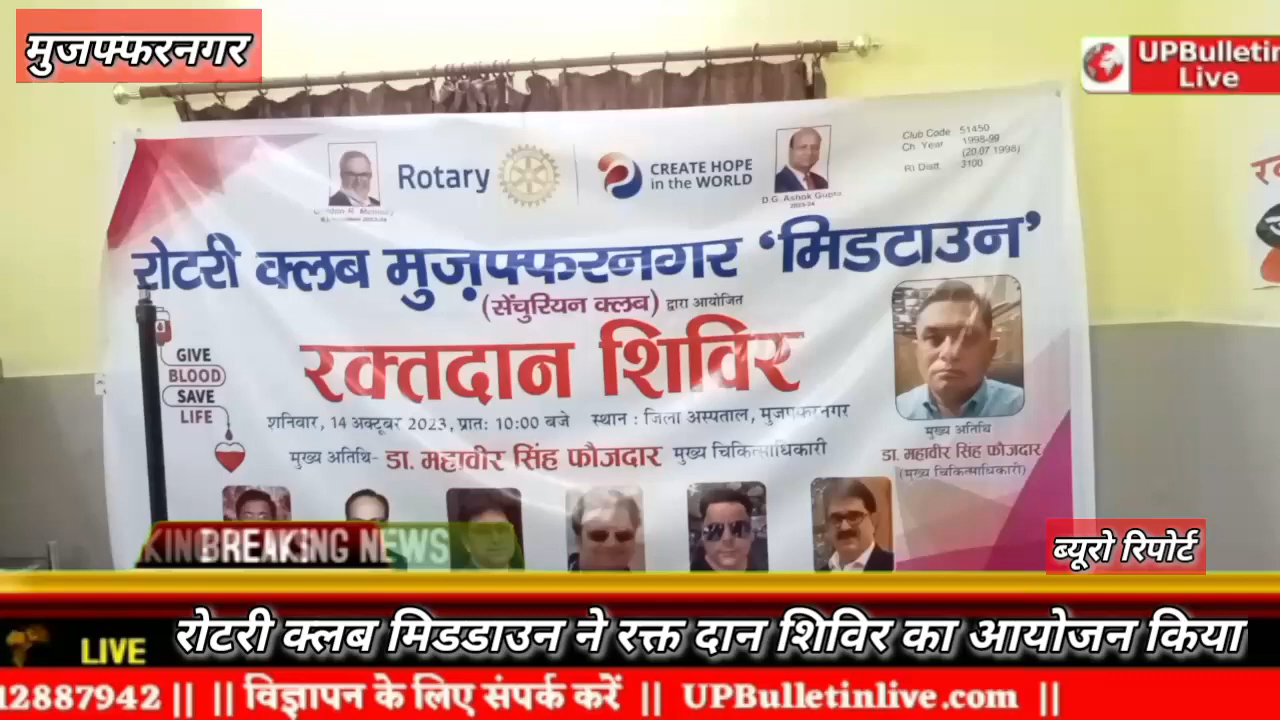 मुजफ्फरनगर
UPBulletin
Live
Rotary
CREATE HOPE
in the WORLD
Club Code 51450
Ch. Year 1998-99
(20.07.1998)
RI Distt. 3100
D.G. Ashok Gupta
2023-24
रोटरी क्लब मुज़फ्फरनगर ‘मिडटाउन’
(सेंचुरियन क्लब) द्वारा आयोजित
रक्तदान शिविर
GIVE
BLOOD
SAVE
LIFE
शनिवार, 14 अक्टूबर 2023, प्रातः 10:00 बजे स्थान : जिला अस्पताल, मुजफ्फरनगर
मुख्य अतिथि- डा. महावीर सिंह फौजदार मुख्य चिकित्साधिकारी
मुख्य अतिथि
डा. महावीर सिंह फौजदार
(मुख्य चिकित्साधिकारी)
BREAKING NEWS
ब्यूरो रिपोर्ट
LIVE
रोटरी क्लब मिडडाउन ने रक्त दान शिविर का आयोजन किया
12887942 || || विज्ञापन के लिए संपर्क करें || UPBulletinlive.com ||